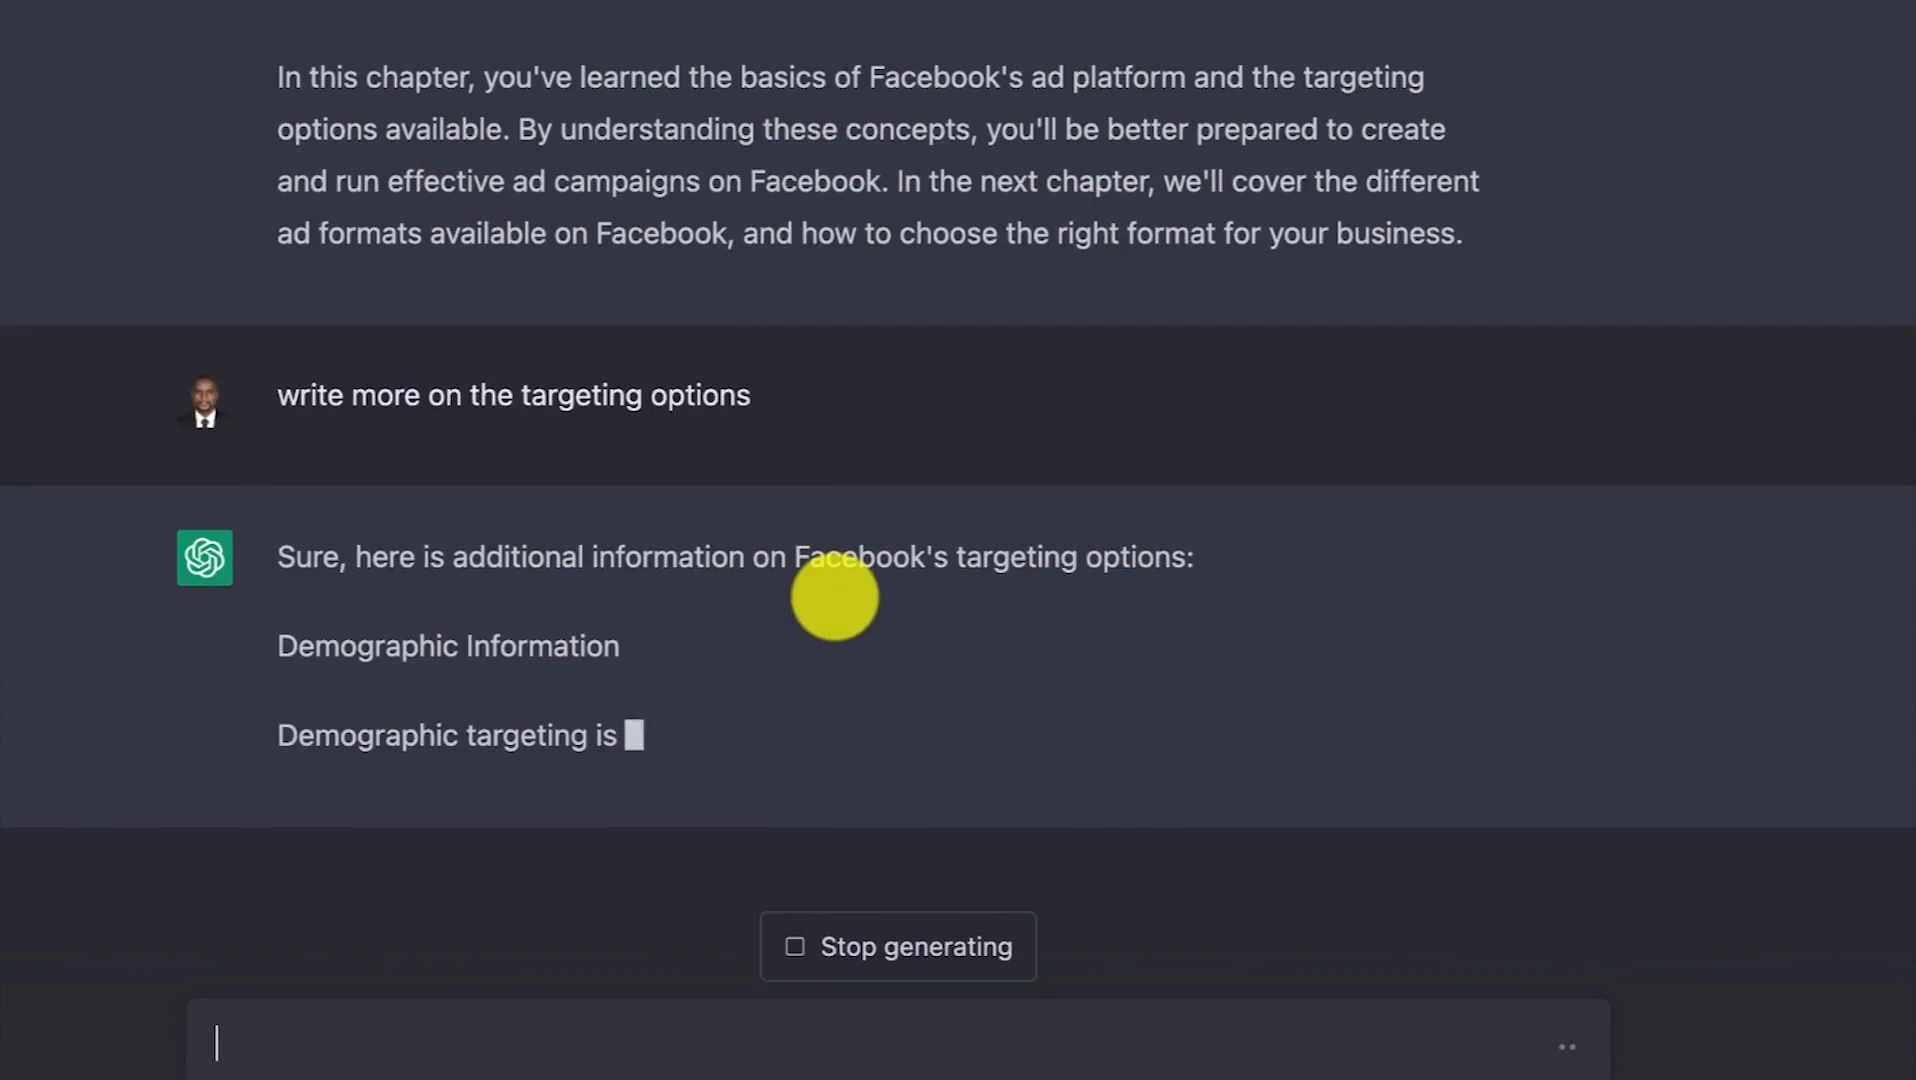 In this chapter, you've learned the basics of Facebook's ad platform and the targeting
options available. By understanding these concepts, you'll be better prepared to create
and run effective ad campaigns on Facebook. In the next chapter, we'll cover the different
ad formats available on Facebook, and how to choose the right format for your business.
write more on the targeting options
Sure, here is additional information on Facebook's targeting options:
Demographic Information
Demographic targeting is
Stop generating